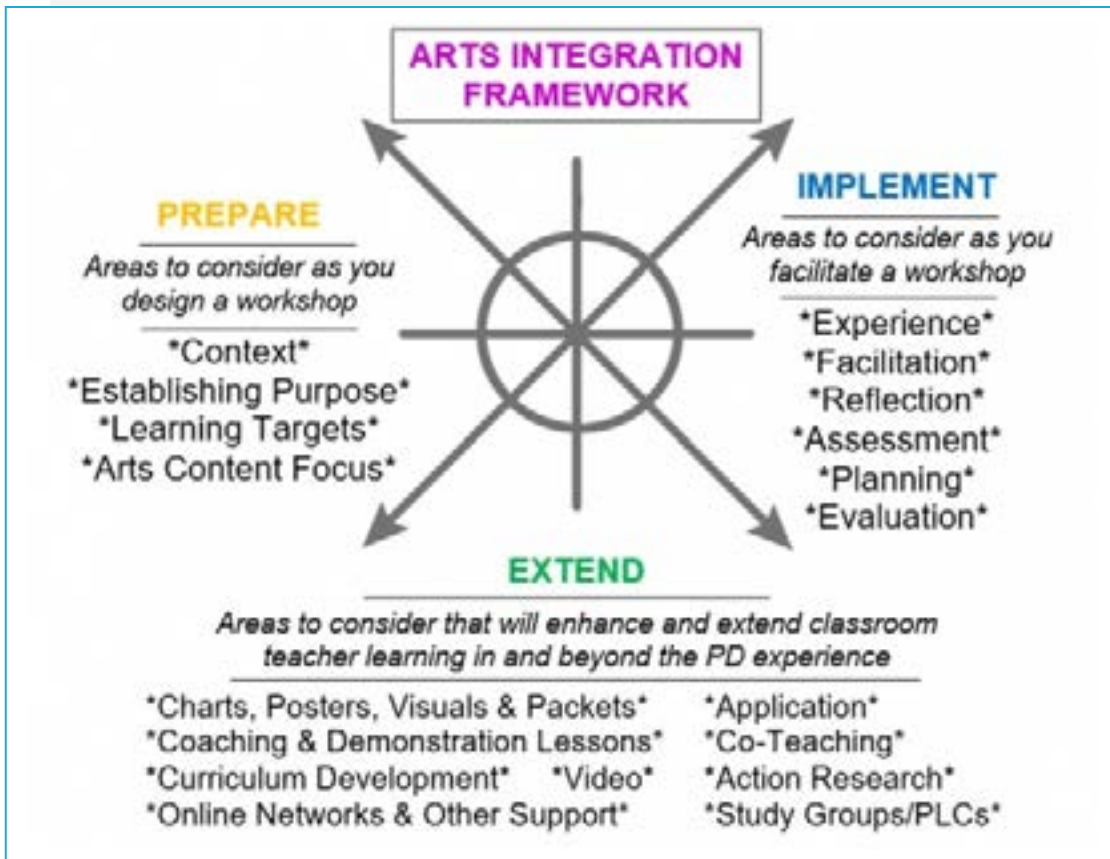 ARTS INTEGRATION
FRAMEWORK
PREPARE
Areas to consider as you
design a workshop
*Context*
*Establishing Purpose*
*Learning Targets*
*Arts Content Focus*
IMPLEMENT
Areas to consider as you
facilitate a workshop
*Experience*
*Facilitation*
*Reflection*
*Assessment*
*Planning*
*Evaluation*
EXTEND
Areas to consider that will enhance and extend classroom
teacher learning in and beyond the PD experience
*Charts, Posters, Visuals & Packets*
*Coaching & Demonstration Lessons*
*Curriculum Development* *Video*
*Online Networks & Other Support*
*Application*
*Co-Teaching*
*Action Research*
*Study Groups/PLCs*